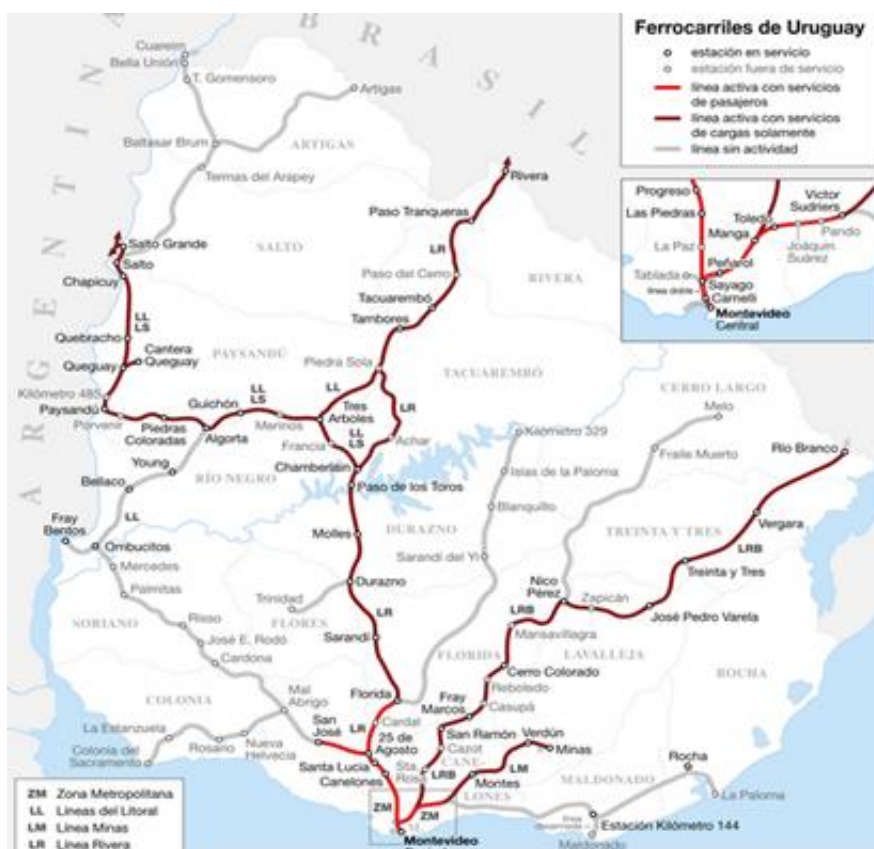 BRASIL
ARGENTINA
Ferrocarriles de Uruguay
estación en servicio
estación fuera de servicio
línea activa con servicios
de pasajeros
línea activa con servicios
de cargas solamente
línea sin actividad
Progreso
Las Piedras
La Paz
Tablada
línea doble
Victor
Sudriers
Toledo
Manga
Pando
Joaquín
Suárez
Peñarol
Sayago
Carnelli
Montevideo
Central
Cuareim
Bella Unión
T. Gomensoro
Artigas
ARTIGAS
Baltasar Brum
Termas del Arapey
Rivera
Paso Tranqueras
Salto Grande
Salto
SALTO
LR
Chapicuy
Paso del Cerro
RIVERA
Tacuarembó
Tambores
LL
LS
Quebracho
Cantera
Queguay
PAYSANDÚ
Piedra Sola
TACUAREMBÓ
Queguay
Kilómetro 485
Paysandú
Porvenir
Piedras
Coloradas
Guichón
LL
LS
Merinos
Algorta
LL
Tres
Arboles
LR
CERRO LARGO
Melo
Francia
LL
LS
Achar
Kilómetro 329
Fraile Muerto
Río Branco
Young
Chamberlain
Bellaco
RÍO NEGRO
Paso de los Toros
Islas de la Paloma
Blanquillo
LL
Fray
Bentos
Ombucitos
Mercedes
Palmitas
Molles
DURAZNO
Sarandí del Yi
TREINTA Y TRES
Vergara
LRB
Treinta y Tres
Durazno
Trinidad
FLORES
Nico
Pérez
Zapicán
José Pedro Varela
SORIANO
Risso
José E. Rodó
Cardona
LR
Sarandí
LRB
Mansavillagra
LAVALLEJA
FLORIDA
Cerro Colorado
ROCHA
COLONIA
Mal
Abrigo
Florida
Reboledo
Fray
Marcos
Casupá
La Estanzuela
Colonia del
Sacramento
Rosario
Nueva
Helvecia
San
José
LR
Cardal
25 de
Agosto
San Ramón
Cazot
Verdún
Minas
Santa Lucía
Canelones
Sta.
Rosa
CANE-
LONES
LRB
LM
Montes
MALDONADO
Rocha
La Paloma
ZM
ZM
Estación Kilómetro 144
Maldonado
Montevideo
ZM Zona Metropolitana
LL Líneas del Litoral
LM Línea Minas
LR Línea Rivera